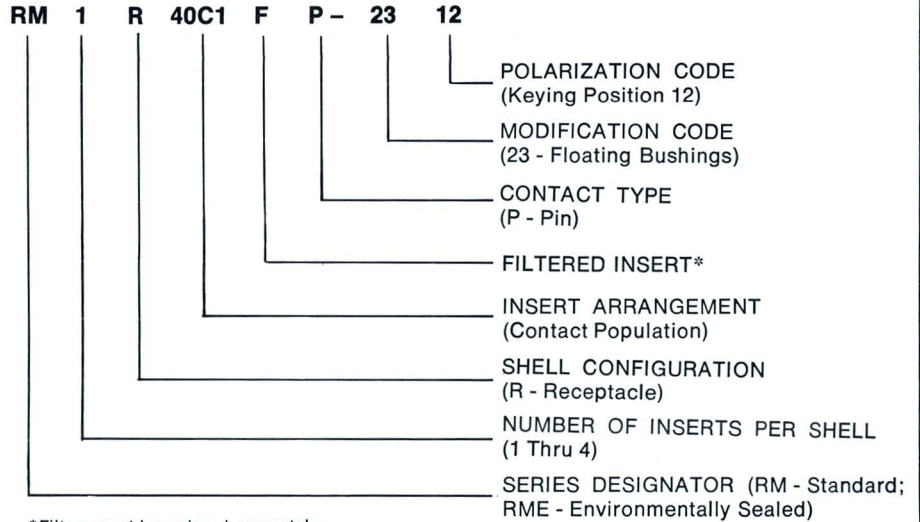 RM 1 R 40C1 F P – 23 12
POLARIZATION CODE
(Keying Position 12)
MODIFICATION CODE
(23 - Floating Bushings)
CONTACT TYPE
(P - Pin)
FILTERED INSERT*
INSERT ARRANGEMENT
(Contact Population)
SHELL CONFIGURATION
(R - Receptacle)
NUMBER OF INSERTS PER SHELL
(1 Thru 4)
SERIES DESIGNATOR (RM - Standard;
RME - Environmentally Sealed)